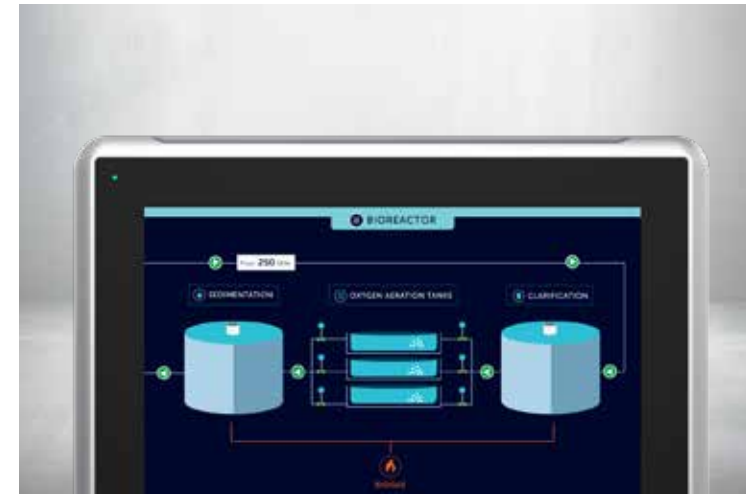 BIOREACTOR
250
SEDIMENTATION
OXYGEN AERATION TANKS
CLARIFICATION